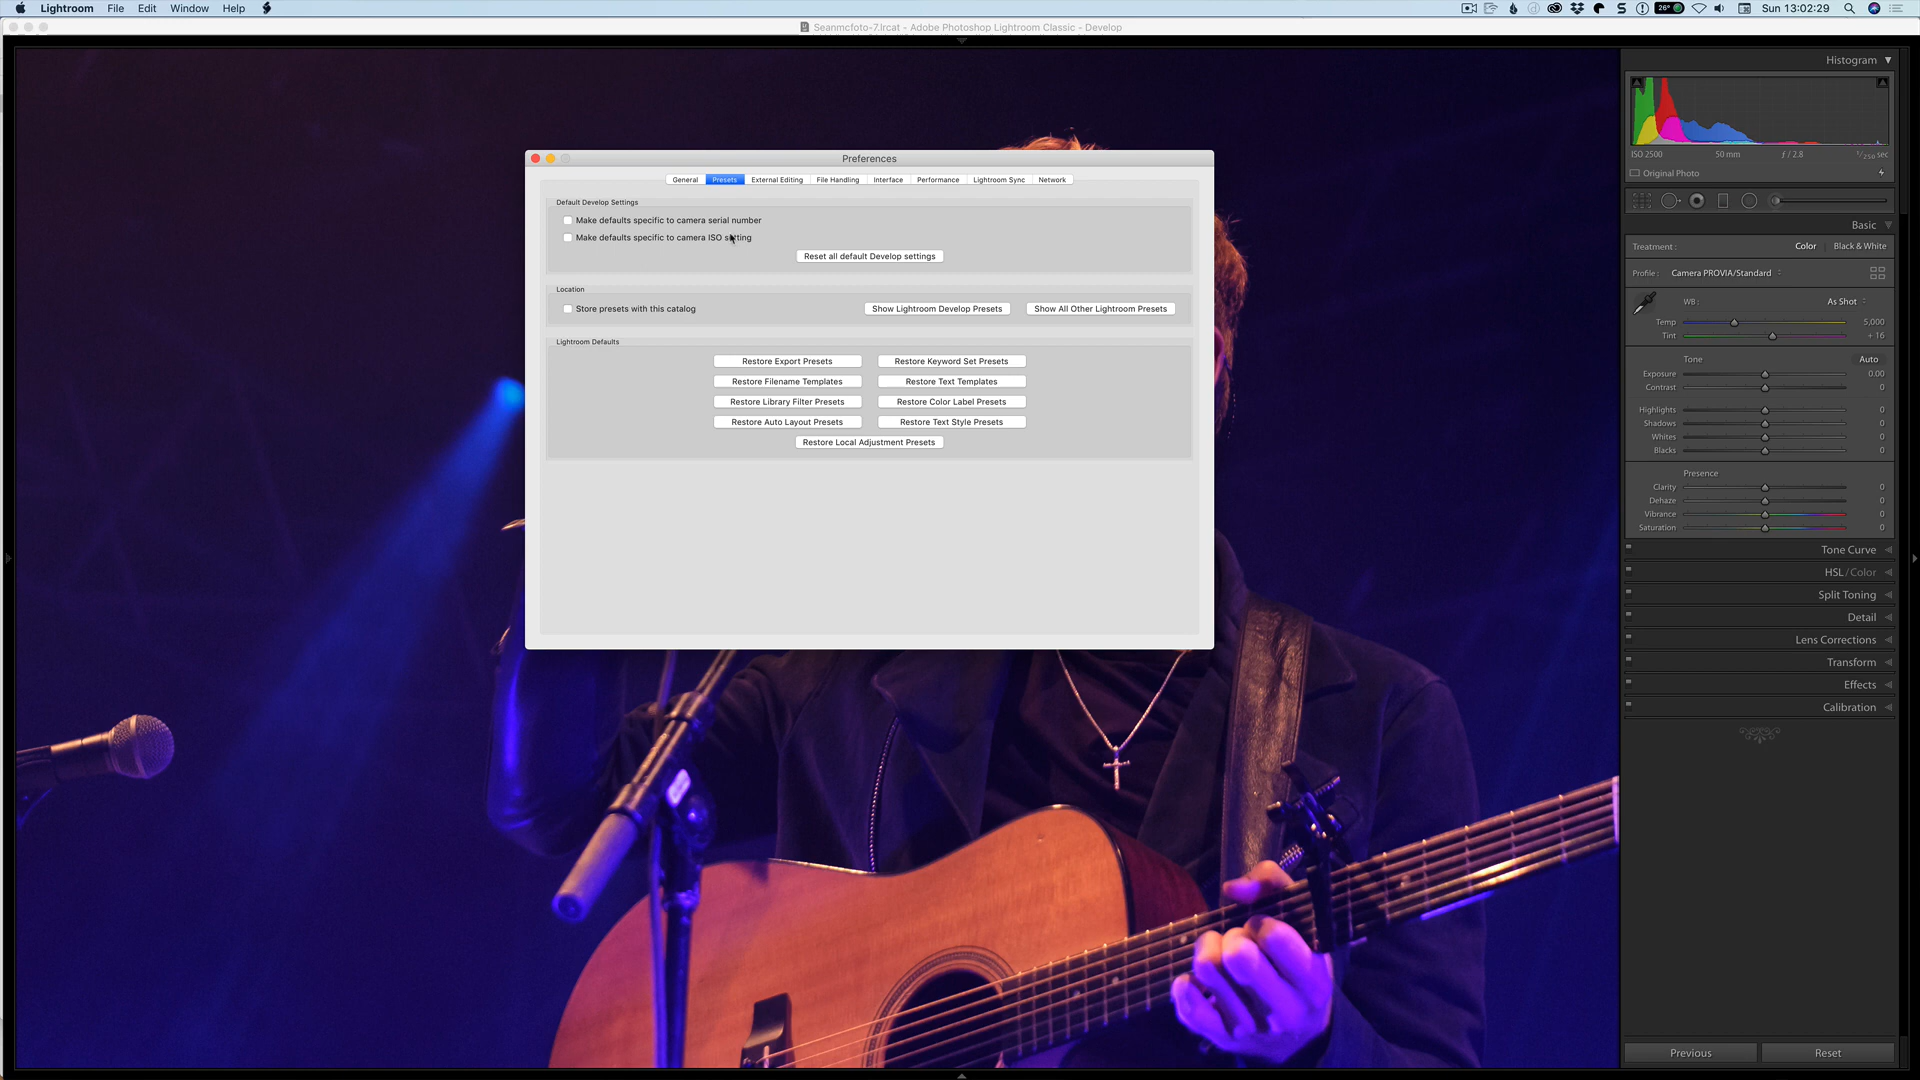 Lightroom File Edit Window Help
26° Sun 13:02:29
Seanmcfoto-7.lrcat - Adobe Photoshop Lightroom Classic - Develop
Preferences
General Presets External Editing File Handling Interface Performance Lightroom Sync Network
Default Develop Settings
Make defaults specific to camera serial number
Make defaults specific to camera ISO setting
Reset all default Develop settings
Location
Store presets with this catalog Show Lightroom Develop Presets Show All Other Lightroom Presets
Lightroom Defaults
Restore Export Presets Restore Keyword Set Presets
Restore Filename Templates Restore Text Templates
Restore Library Filter Presets Restore Color Label Presets
Restore Auto Layout Presets Restore Text Style Presets
Restore Local Adjustment Presets
Histogram
ISO 2500 50 mm ƒ / 2.8 1/250 sec
Original Photo
Basic
Treatment : Color Black & White
Profile : Camera PROVIA/Standard
WB : As Shot
Temp 5,000
Tint + 16
Tone Auto
Exposure 0.00
Contrast 0
Highlights 0
Shadows 0
Whites 0
Blacks 0
Presence
Clarity 0
Dehaze 0
Vibrance 0
Saturation 0
Tone Curve
HSL / Color
Split Toning
Detail
Lens Corrections
Transform
Effects
Calibration
Previous Reset